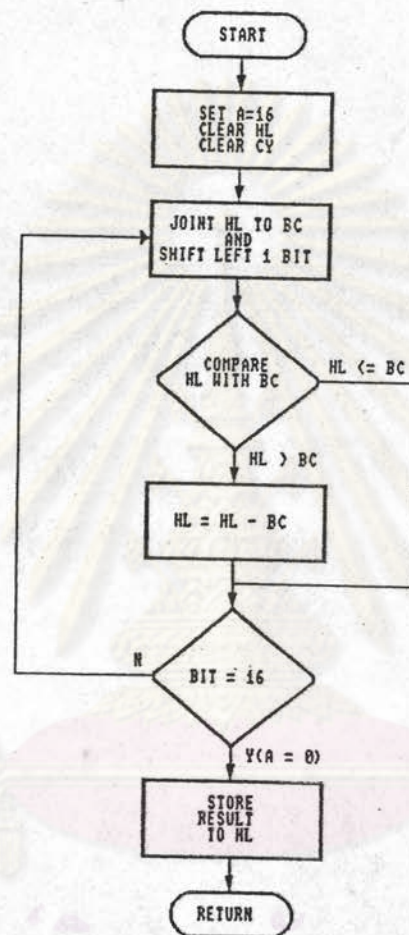 START
SET A=16
CLEAR HL
CLEAR CY
JOINT HL TO BC
AND
SHIFT LEFT 1 BIT
COMPARE
HL WITH BC
HL <= BC
HL > BC
HL = HL - BC
N
BIT = 16
Y(A = 0)
STORE
RESULT
TO HL
RETURN